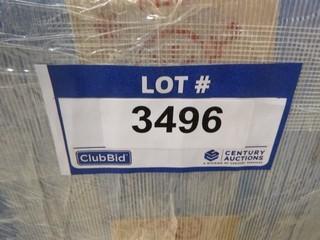 LOT #
3496
ClubBid
CENTURY
AUCTIONS